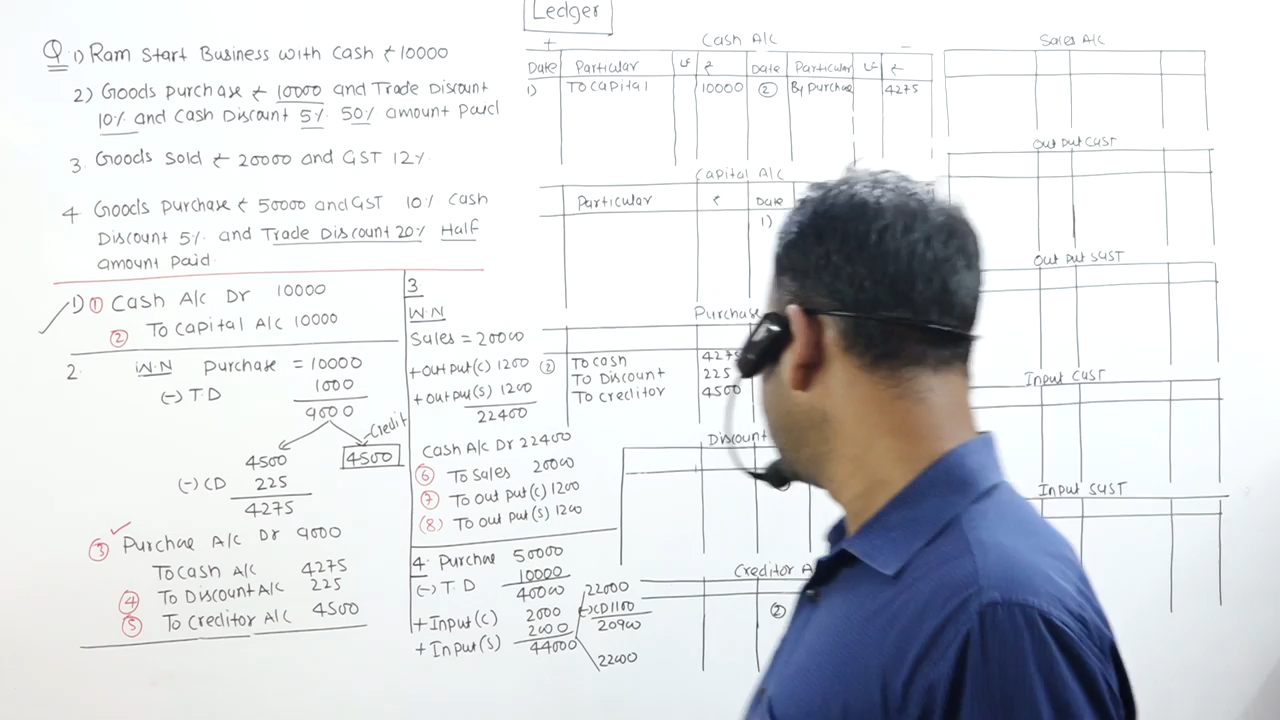 Ledger
Q 1) Ram Start Business with Cash ₹ 10000
2) Goods purchase ₹ 10000 and Trade Discount
10% and Cash Discount 5% 50% amount paid
3. Goods Sold ₹ 20000 and GST 12%
4 Goods purchase ₹ 50000 and GST 10% Cash
Discount 5% and Trade Discount 20% Half
amount paid.
1) ① Cash A/c Dr 10000
② To Capital A/c 10000
2. W.N Purchase = 10000
(-) T.D 1000
9000
Credit
4500 4500
(-) CD 225
4275
③ Purchae A/c Dr 9000
To Cash A/c 4275
④ To Discount A/c 225
⑤ To Creditor A/c 4500
3
W.N
Sales = 20000
+ out put (c) 1200
+ out put (s) 1200
22400
Cash A/c Dr 22400
⑥ To Sales 20000
⑦ To out put (c) 1200
(8) To out put (s) 1200
4. Purchae 50000
(-) T.D 10000
40000
+ Input (c) 2000
+ Input (s) 2000
44000
22000
(-) CD 1100
20900
22000
Cash A/c
+ -
Date Particular LF ₹ Date Particular LF ₹
1) To capital 10000 ② By Purchase 4275
Capital A/c
Particular ₹ Date
1)
Purchase
② To cash 4275
To Discount 225
To creditor 4500
Discount
Creditor A
②
Sales A/c
Out Put CGST
Out Put SGST
Input CGST
Input SGST